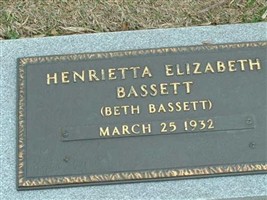 HENRIETTA ELIZABETH
BASSETT
(BETH BASSETT)
MARCH 25 1932